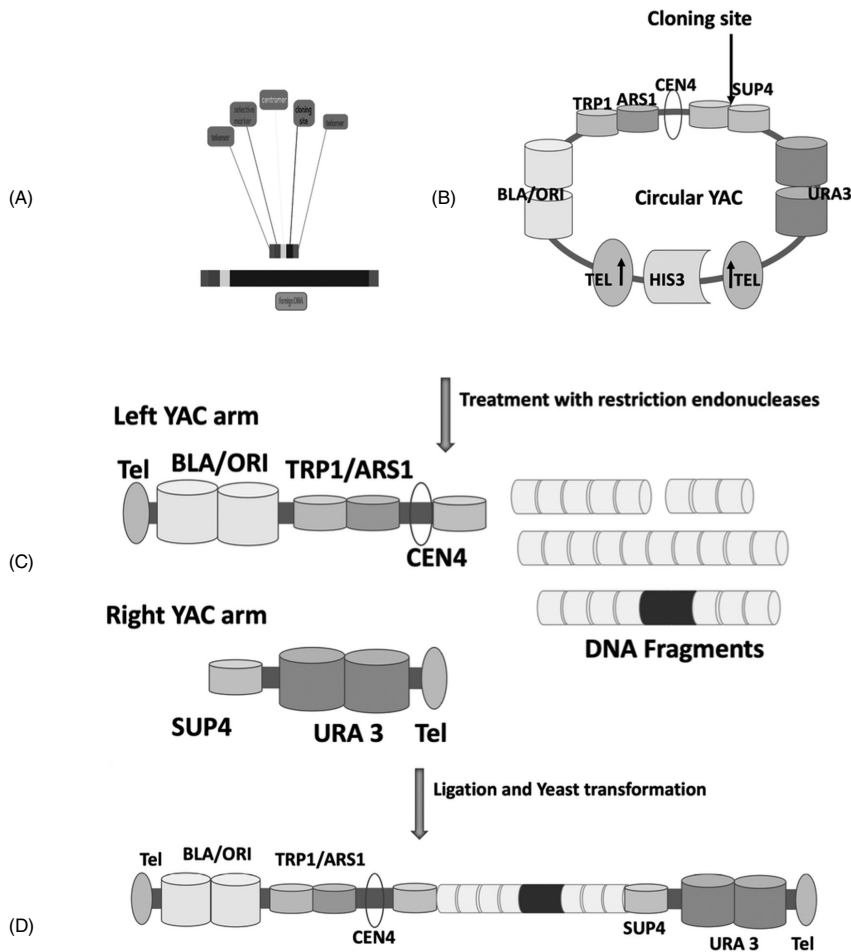 Cloning site
centromer
selective
marker
cloning
site
telomer
telomer
CEN4
SUP4
TRP1
ARS1
(A)
(B)
BLA/ORI
Circular YAC
URA3
TEL
HIS3
TEL
Foreign DNA
Treatment with restriction endonucleases
Left YAC arm
Tel
BLA/ORI
TRP1/ARS1
CEN4
(C)
Right YAC arm
DNA Fragments
SUP4
URA 3
Tel
Ligation and Yeast transformation
Tel
BLA/ORI
TRP1/ARS1
(D)
CEN4
SUP4
URA 3
Tel